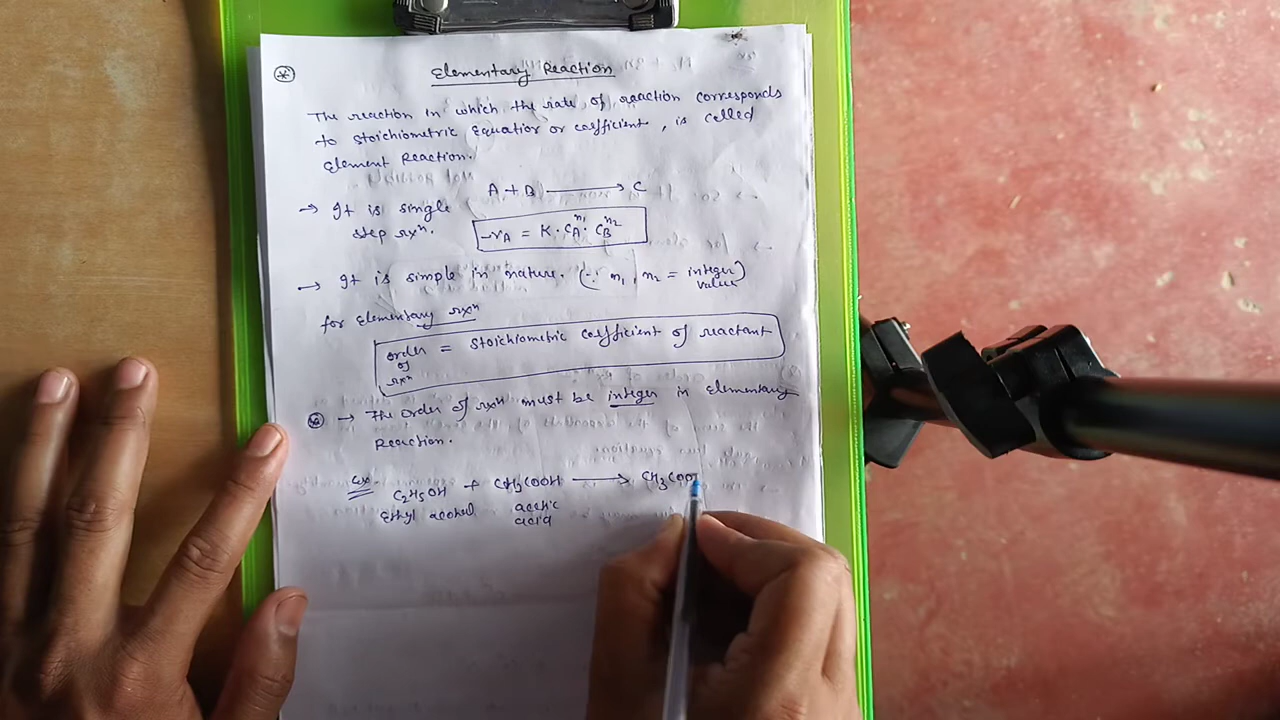 Elementary Reaction
The reaction in which the rate of reaction corresponds
to stoichiometric Equation or coefficient, is called
Element Reaction.
A + B ⟶ C
→ It is single
step rxⁿ.
-rA = K · CA^n1 · CB^n2
→ It is simple in nature. (∵ n1, n2 = integer value)
for Elementary rxⁿ
order of rxⁿ = stoichiometric coefficient of reactant
→ The order of rxⁿ must be integer in Elementary
Reaction.
Ex
C2H5OH + CH3COOH ⟶ CH3COO
Ethyl acohol acetic
acid